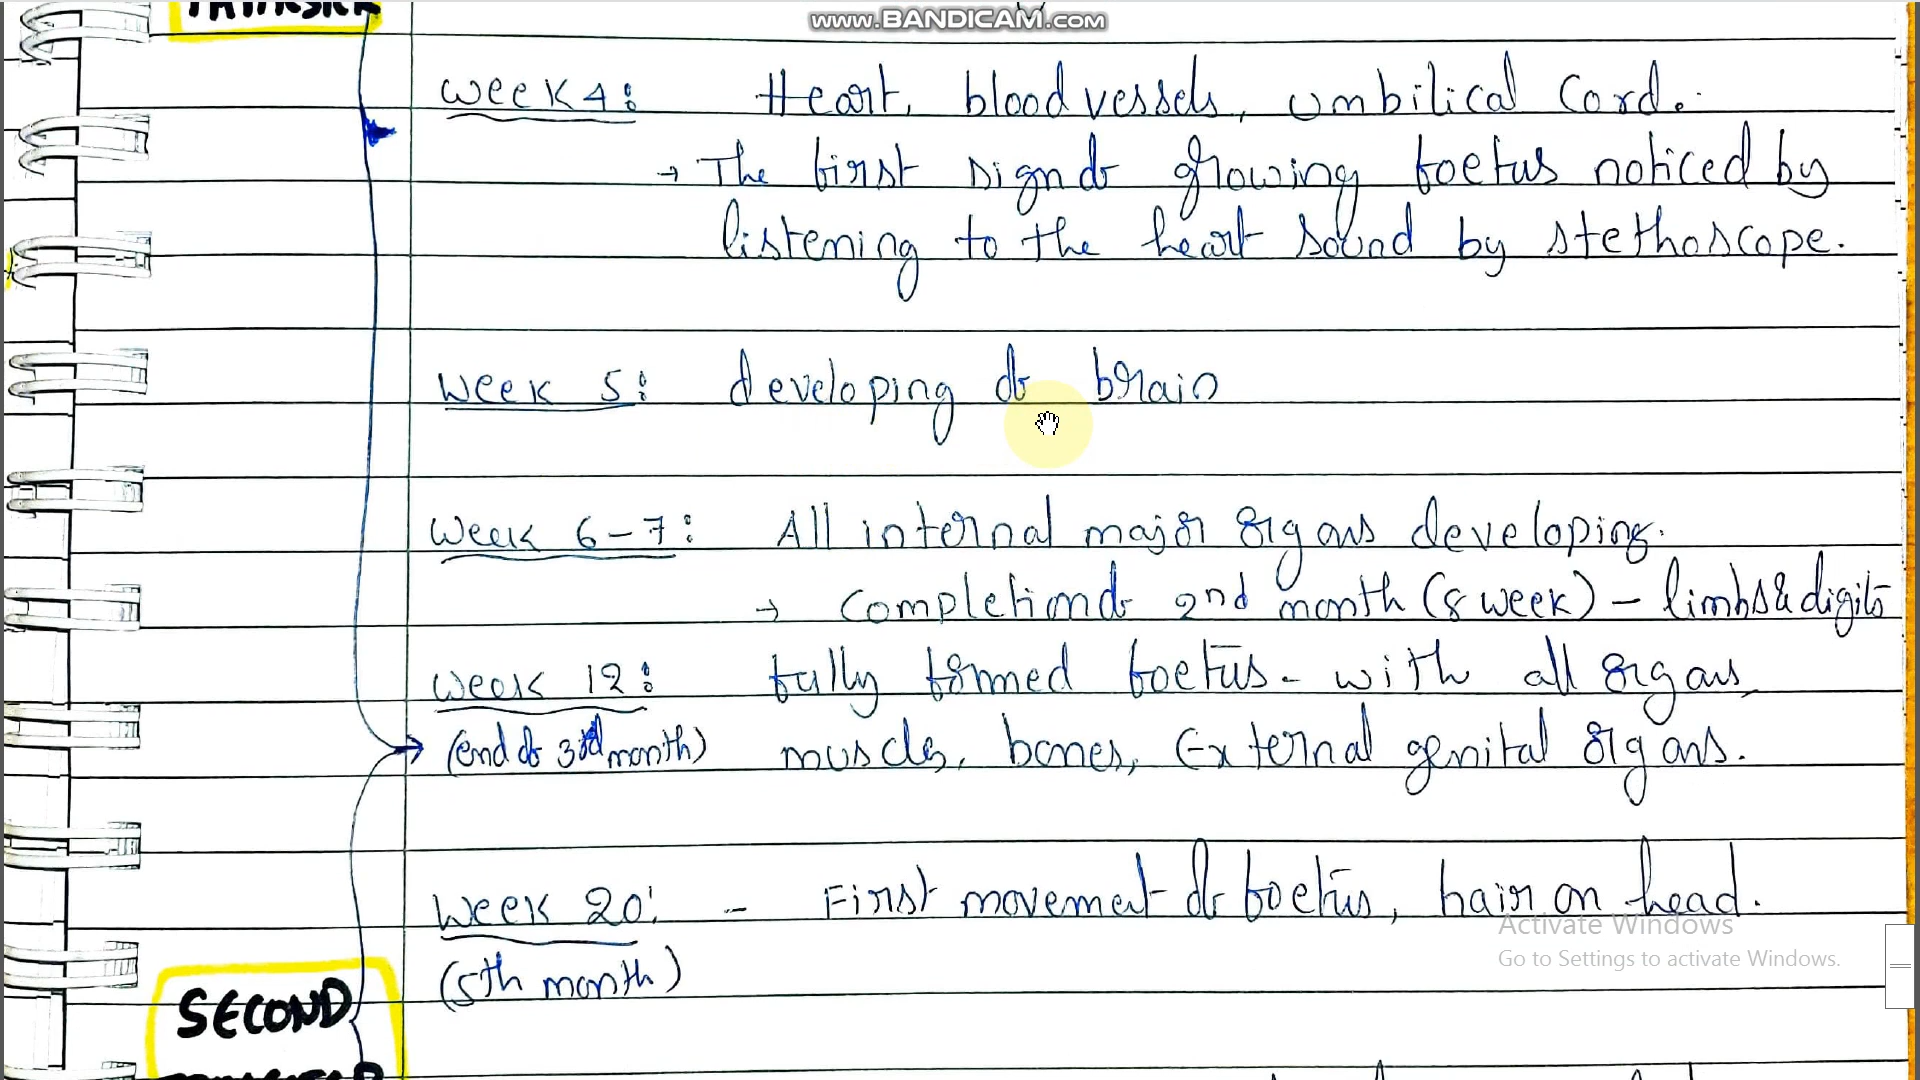 www.BANDICAM.com
Week 4: Heart, blood vessels, umbilical cord.
→ The first sign of growing foetus noticed by
listening to the heart sound by stethoscope.
Week 5: developing of brain
Week 6-7: All internal major organs developing.
→ Completion of 2nd month (8 week) - limbs & digits
Week 12: fully formed foetus - with all organs,
(end of 3rd month) muscles, bones, External genital organs.
Week 20: - First movement of foetus, hair on head.
(5th month)
Activate Windows
Go to Settings to activate Windows.
SECOND